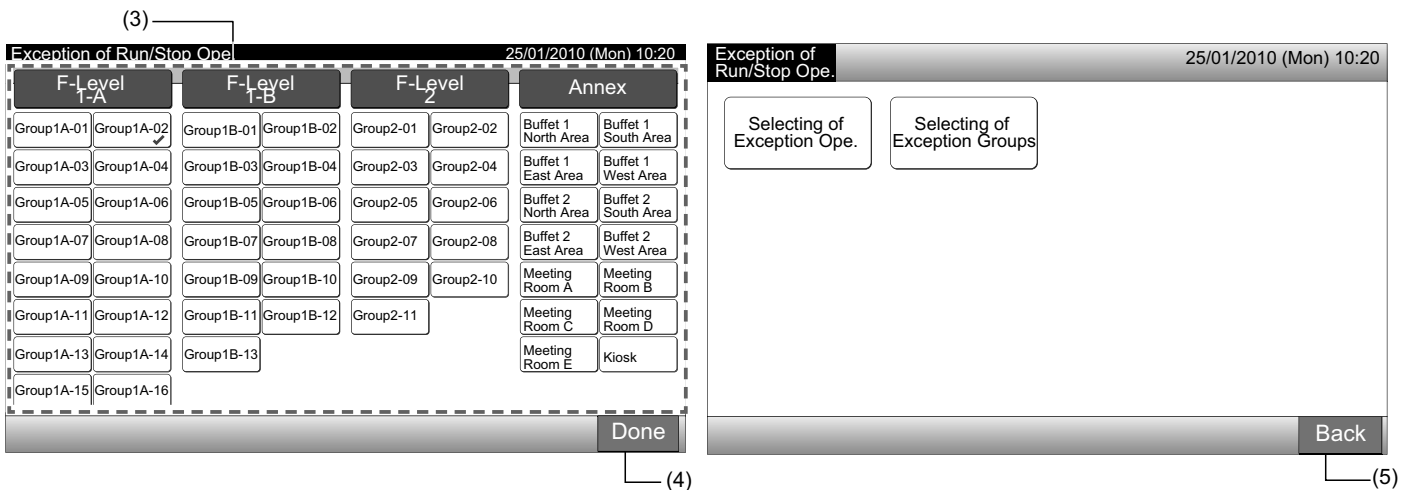 (3)
Exception of Run/Stop Ope.
25/01/2010 (Mon) 10:20
F-Level
1-A
F-Level
1-B
F-Level
2
Annex
Group1A-01 Group1A-02 Group1B-01 Group1B-02 Group2-01 Group2-02
Buffet 1
North Area
Buffet 1
South Area
Group1A-03 Group1A-04 Group1B-03 Group1B-04 Group2-03 Group2-04
Buffet 1
East Area
Buffet 1
West Area
Group1A-05 Group1A-06 Group1B-05 Group1B-06 Group2-05 Group2-06
Buffet 2
North Area
Buffet 2
South Area
Group1A-07 Group1A-08 Group1B-07 Group1B-08 Group2-07 Group2-08
Buffet 2
East Area
Buffet 2
West Area
Group1A-09 Group1A-10 Group1B-09 Group1B-10 Group2-09 Group2-10
Meeting
Room A
Meeting
Room B
Group1A-11 Group1A-12 Group1B-11 Group1B-12 Group2-11
Meeting
Room C
Meeting
Room D
Group1A-13 Group1A-14 Group1B-13
Meeting
Room E
Kiosk
Group1A-15 Group1A-16
Done
(4)
Exception of
Run/Stop Ope.
25/01/2010 (Mon) 10:20
Selecting of
Exception Ope.
Selecting of
Exception Groups
Back
(5)